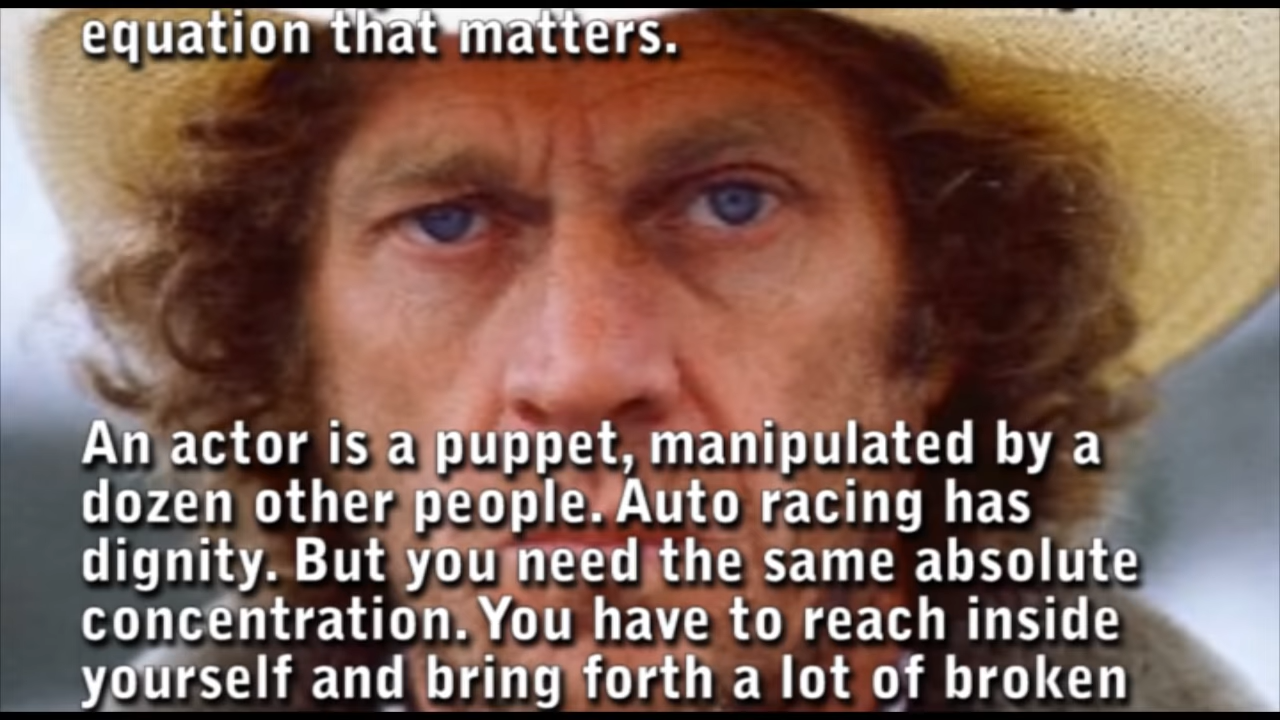 equation that matters.
An actor is a puppet, manipulated by a
dozen other people. Auto racing has
dignity. But you need the same absolute
concentration. You have to reach inside
yourself and bring forth a lot of broken